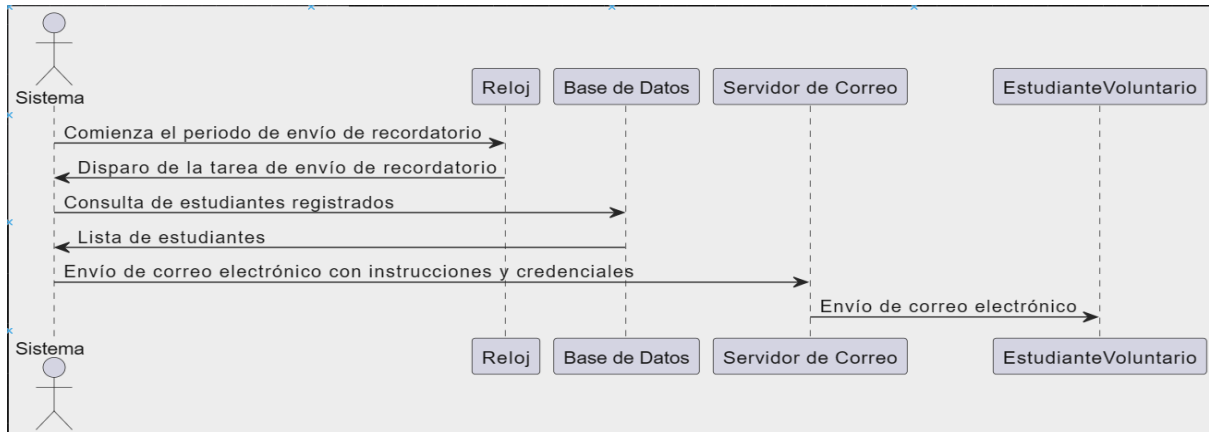 Sistema
Reloj
Base de Datos
Servidor de Correo
EstudianteVoluntario
Comienza el periodo de envío de recordatorio
Disparo de la tarea de envío de recordatorio
Consulta de estudiantes registrados
Lista de estudiantes
Envío de correo electrónico con instrucciones y credenciales
Envío de correo electrónico
Sistema
Reloj
Base de Datos
Servidor de Correo
EstudianteVoluntario